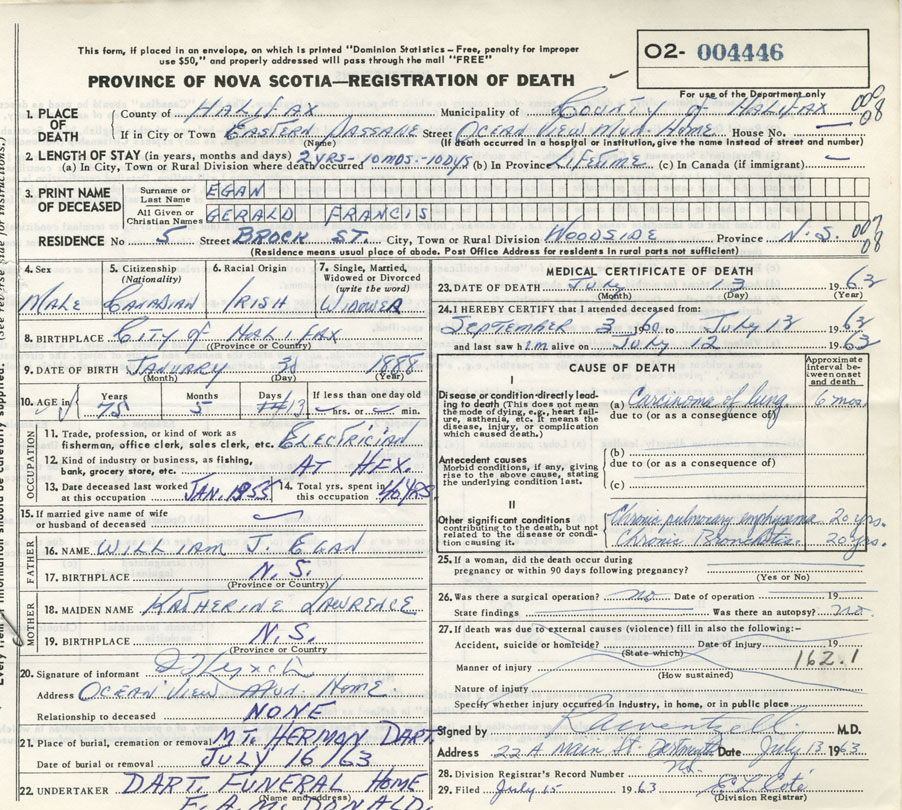 This form, if placed in an envelope, on which is printed "Dominion Statistics – Free, penalty for improper
use $50," and properly addressed will pass through the mail "FREE"
O2- 004446
PROVINCE OF NOVA SCOTIA—REGISTRATION OF DEATH
For use of the Department only
1. PLACE OF DEATH
County of HALIFAX Municipality of COUNTY of HALIFAX
If in City or Town EASTERN PASSAGE Street OCEAN VIEW MUN. HOME House No. —
(Name) (If death occurred in a hospital or institution, give the name instead of street and number)
2. LENGTH OF STAY (in years, months and days)
(a) In City, Town or Rural Division where death occurred 2 YRS-10 MOS-10 DYS (b) In Province LIFETIME (c) In Canada (if immigrant) —
3. PRINT NAME OF DECEASED
Surname or Last Name EGAN
All Given or Christian Names GERALD FRANCIS
RESIDENCE No 5 Street BROCK ST. City, Town or Rural Division WOODSIDE Province N.S.
(Residence means usual place of abode. Post Office Address for residents in rural parts not sufficient)
4. Sex MALE
5. Citizenship (Nationality) CANADIAN
6. Racial Origin IRISH
7. Single, Married, Widowed or Divorced (write the word) WIDOWER
8. BIRTHPLACE CITY of HALIFAX
(Province or Country)
9. DATE OF BIRTH JANUARY 31 1888
(Month) (Day) (Year)
10. AGE in Years 75 Months 5 Days 13 If less than one day old hrs. or min.
OCCUPATION
11. Trade, profession, or kind of work as fisherman, office clerk, sales clerk, etc. ELECTRICIAN
12. Kind of industry or business, as fishing, bank, grocery store, etc. AT HFX.
13. Date deceased last worked at this occupation JAN. 1955
14. Total yrs. spent in this occupation 40 YRS.
15. If married give name of wife or husband of deceased —
FATHER
16. NAME WILLIAM J. EGAN
17. BIRTHPLACE N.S.
(Province or Country)
MOTHER
18. MAIDEN NAME KATHERINE LAWRENCE
19. BIRTHPLACE N.S.
(Province or Country)
20. Signature of informant
Address OCEAN VIEW MUN. HOME.
Relationship to deceased NONE
21. Place of burial, cremation or removal MT. HERMAN DART.
Date of burial or removal JULY 16/63
22. UNDERTAKER DART. FUNERAL HOME
(Name and address)
MEDICAL CERTIFICATE OF DEATH
23. DATE OF DEATH July 13 1963
(Month) (Day) (Year)
24. I HEREBY CERTIFY that I attended deceased from:
September 3 1960 to July 12 1963
and last saw him alive on July 12 1963
CAUSE OF DEATH
Approximate interval between onset and death
I
Disease or condition directly leading to death (This does not mean the mode of dying, e.g., heart failure, asthenia, etc. It means the disease, injury, or complication which caused death.)
(a) Carcinoma of lung. 6 mos.
due to (or as a consequence of)
Antecedent causes
Morbid conditions, if any, giving rise to the above cause, stating the underlying condition last.
(b)
due to (or as a consequence of)
(c)
II
Other significant conditions
contributing to the death, but not related to the disease or condition causing it.
Chronic pulmonary emphysema 20 yrs.
Chronic Bronchitis. 20 yrs.
25. If a woman, did the death occur during pregnancy or within 90 days following pregnancy?
(Yes or No)
26. Was there a surgical operation? no Date of operation 19
State findings Was there an autopsy? no.
27. If death was due to external causes (violence) fill in also the following:–
Accident, suicide or homicide? Date of injury 19
(State which)
162.1
Manner of injury
(How sustained)
Nature of injury
Specify whether injury occurred in industry, in home, or in public place
Signed by M.D.
Address 22 A Main St. Dartmouth Date July 13 1963
N.S.
28. Division Registrar's Record Number
29. Filed July 15 1963
(Division Registrar)